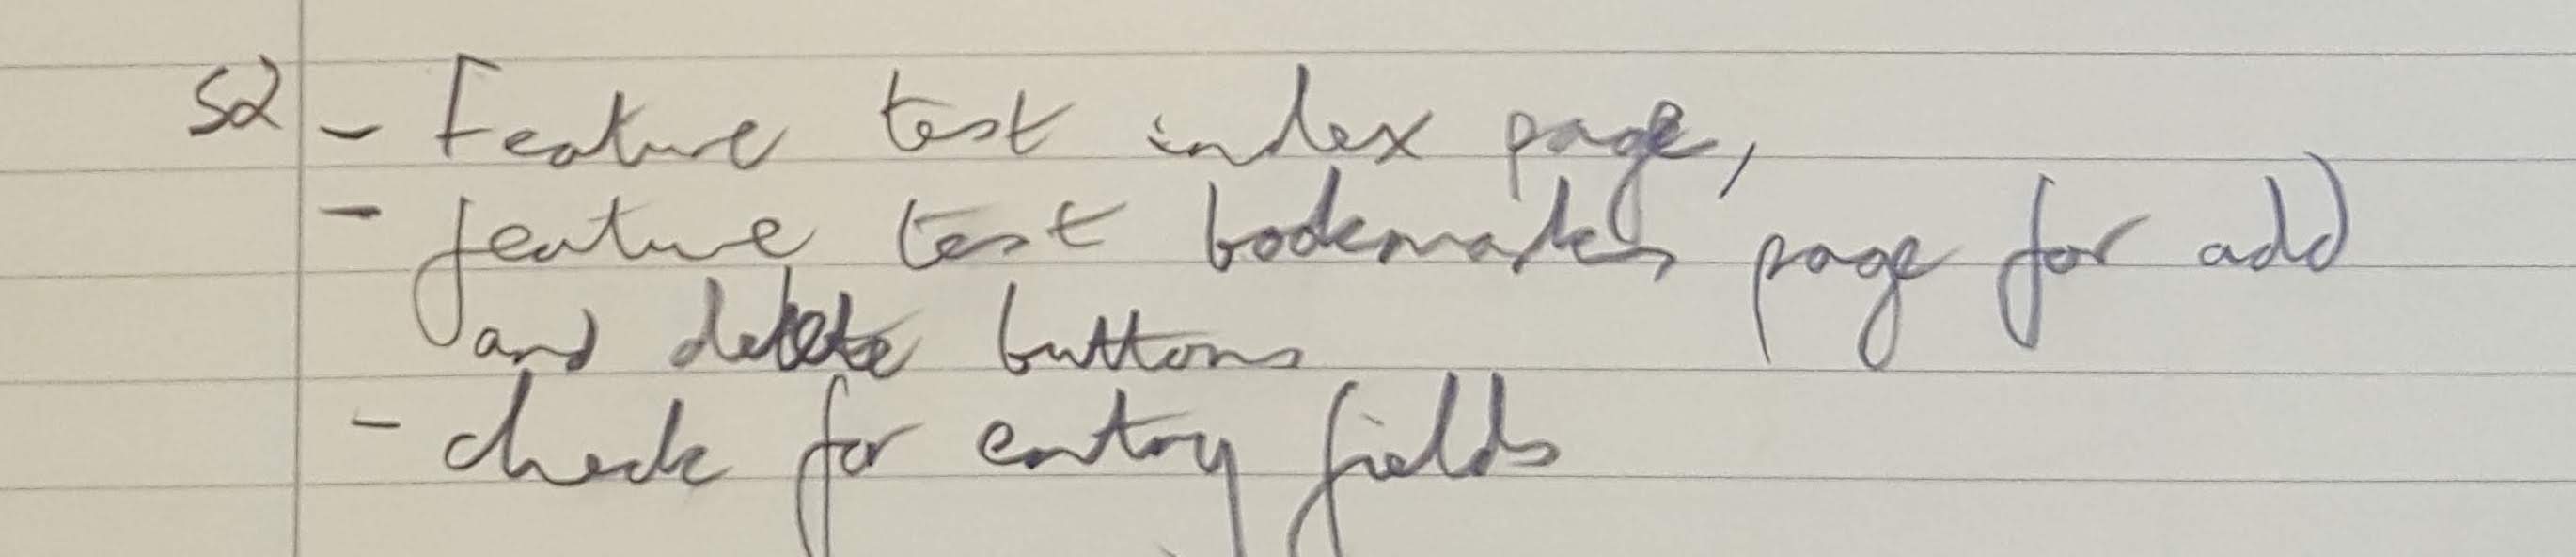 S2 - Feature test index page,
- feature test bookmarks page for add
and delete buttons
- check for entry fields